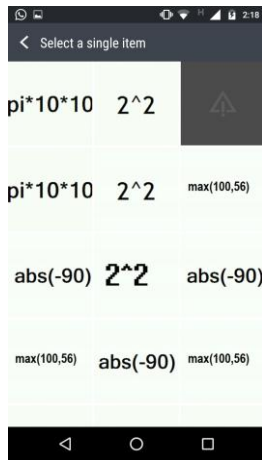 H 2:18
Select a single item
pi*10*10 2^2
pi*10*10 2^2 max(100,56)
abs(-90) 2^2 abs(-90)
max(100,56) abs(-90) max(100,56)